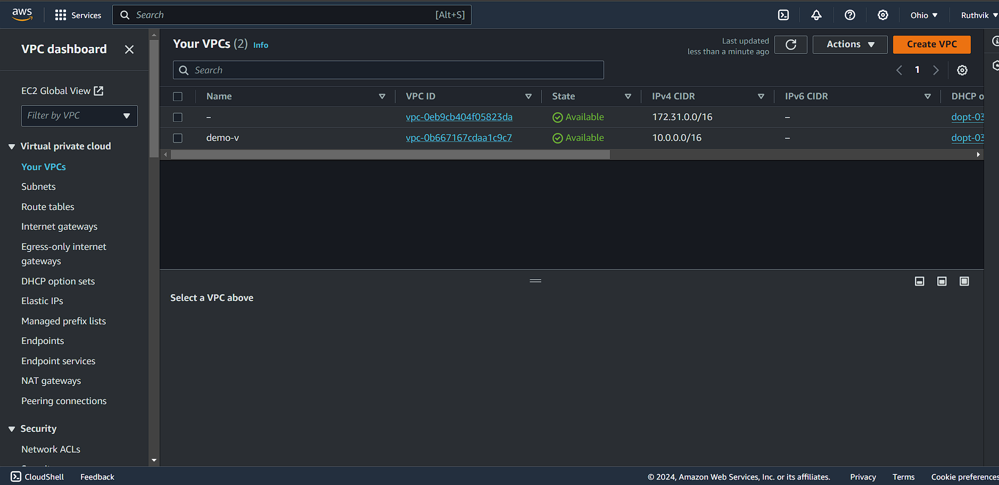 aws
Services
Search
[Alt+S]
Ohio
Ruthvik
VPC dashboard
EC2 Global View
Filter by VPC
Virtual private cloud
Your VPCs
Subnets
Route tables
Internet gateways
Egress-only internet
gateways
DHCP option sets
Elastic IPs
Managed prefix lists
Endpoints
Endpoint services
NAT gateways
Peering connections
Security
Network ACLs
Your VPCs (2) Info
Last updated
less than a minute ago
Actions
Create VPC
Search
1
Name VPC ID State IPv4 CIDR IPv6 CIDR DHCP o
– vpc-0eb9cb404f05823da Available 172.31.0.0/16 – dopt-03
demo-v vpc-0b667167cdaa1c9c7 Available 10.0.0.0/16 – dopt-03
Select a VPC above
CloudShell Feedback © 2024, Amazon Web Services, Inc. or its affiliates. Privacy Terms Cookie preferences